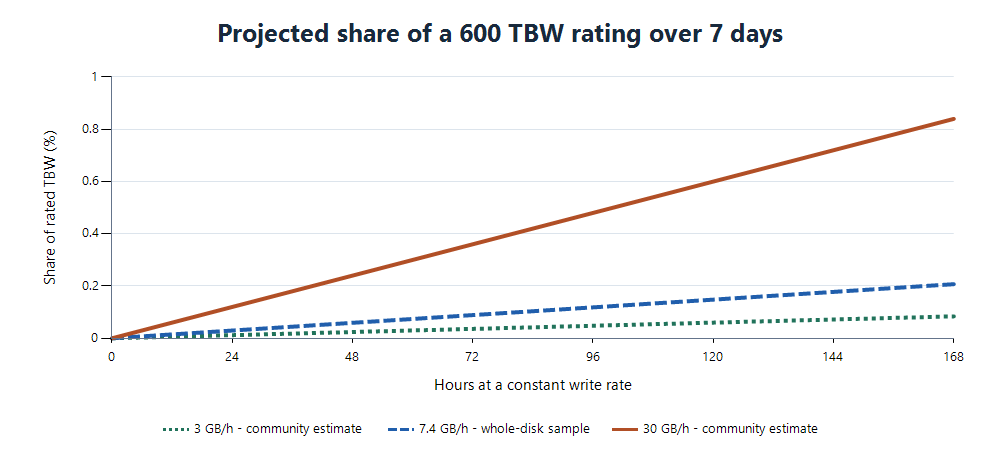 Projected share of a 600 TBW rating over 7 days
Share of rated TBW (%)
1
0.8
0.6
0.4
0.2
0
0 24 48 72 96 120 144 168
Hours at a constant write rate
3 GB/h - community estimate 7.4 GB/h - whole-disk sample 30 GB/h - community estimate